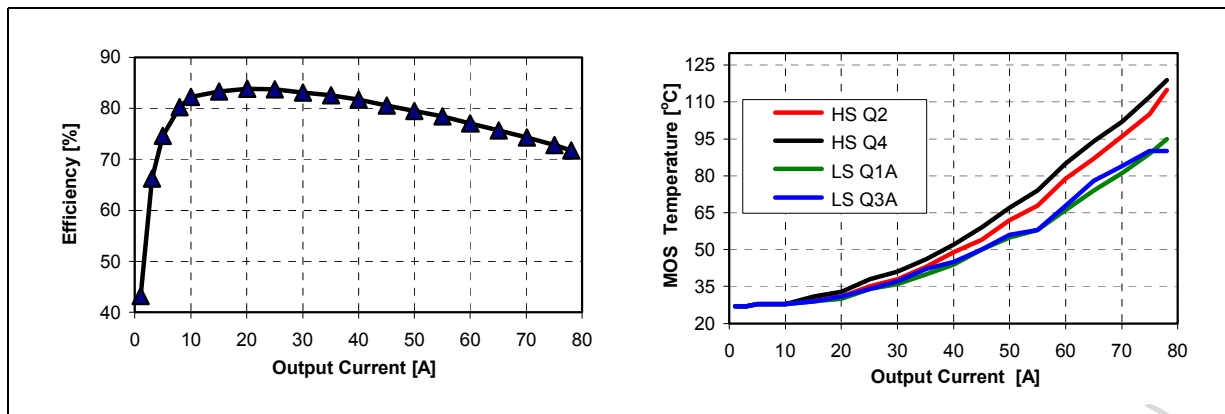 Efficiency [%]
90
80
70
60
50
40
0 10 20 30 40 50 60 70 80
Output Current [A]
MOS Temperature [°C]
125
110
95
80
65
50
35
20
HS Q2
HS Q4
LS Q1A
LS Q3A
0 10 20 30 40 50 60 70 80
Output Current [A]